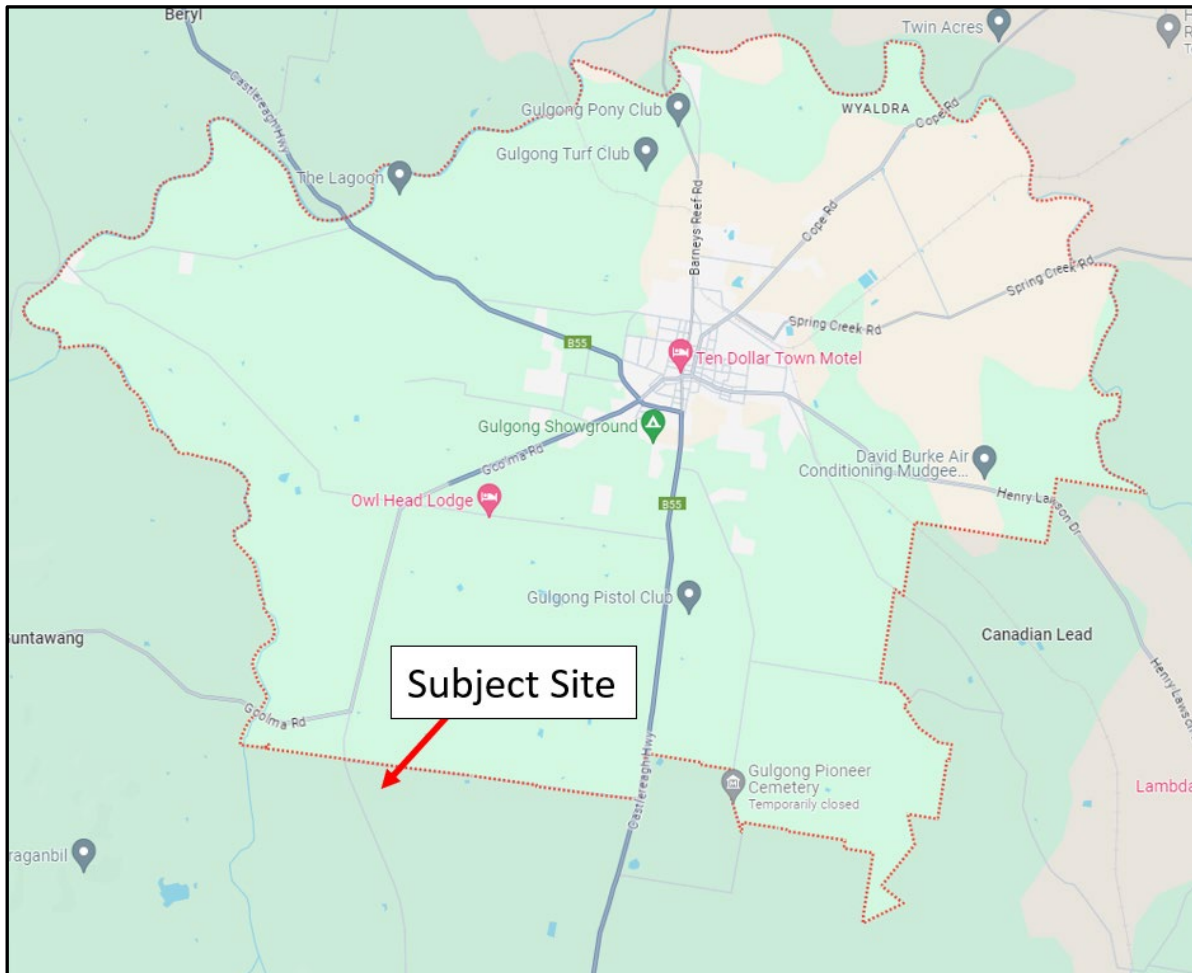 Beryl
Twin Acres
Castlereagh Hwy
Gulgong Pony Club
WYALDRA
Cope Rd
Gulgong Turf Club
The Lagoon
Barneys Reef Rd
Cope Rd
Spring Creek Rd
Spring Creek Rd
B55
Ten Dollar Town Motel
Gulgong Showground
Goolma Rd
David Burke Air
Conditioning Mudgee...
Owl Head Lodge
B55
Henry Lawson Dr
Gulgong Pistol Club
Guntawang
Canadian Lead
Subject Site
Henry Lawson
Goolma Rd
Castlereagh Hwy
Gulgong Pioneer
Cemetery
Temporarily closed
Lambda
raganbil